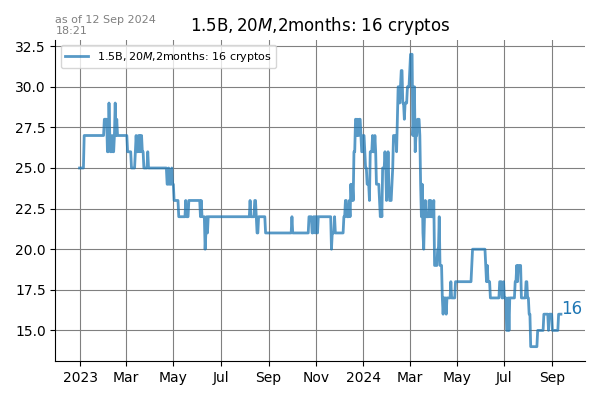 as of 12 Sep 2024
18:21
1.5B, 20M,2months: 16 cryptos
1.5B, 20M,2months: 16 cryptos
32.5
30.0
27.5
25.0
22.5
20.0
17.5
15.0
16
2023 Mar May Jul Sep Nov 2024 Mar May Jul Sep